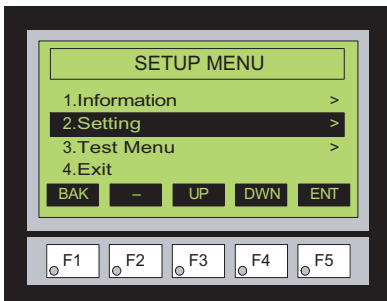 SETUP MENU
1.Information >
2.Setting >
3.Test Menu >
4.Exit
BAK – UP DWN ENT
F1 F2 F3 F4 F5